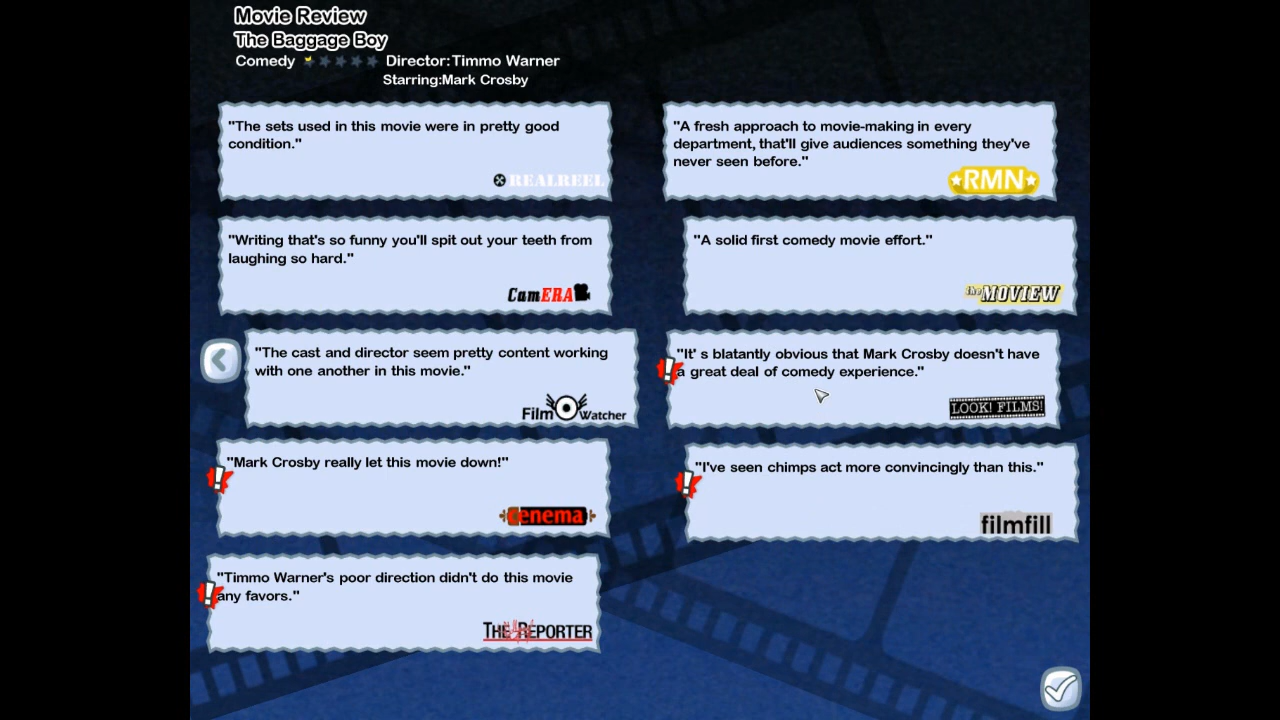 Movie Review
The Baggage Boy
Comedy Director:Timmo Warner
Starring:Mark Crosby
"The sets used in this movie were in pretty good
condition."
REALREEL
"A fresh approach to movie-making in every
department, that'll give audiences something they've
never seen before."
RMN
"Writing that's so funny you'll spit out your teeth from
laughing so hard."
CamERA
"A solid first comedy movie effort."
the MOVIEW
"The cast and director seem pretty content working
with one another in this movie."
Film Watcher
"It' s blatantly obvious that Mark Crosby doesn't have
a great deal of comedy experience."
LOOK! FILMS!
"Mark Crosby really let this movie down!"
cenema
"I've seen chimps act more convincingly than this."
filmfill
"Timmo Warner's poor direction didn't do this movie
any favors."
THE REPORTER